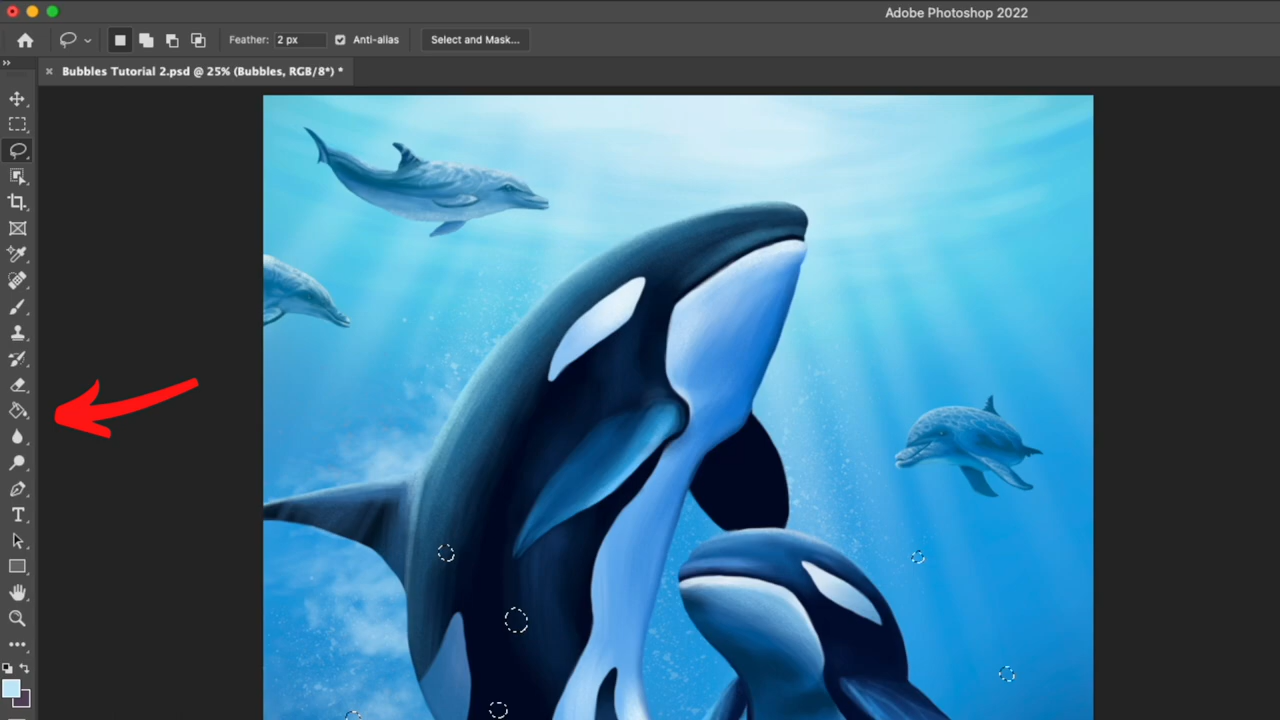 Adobe Photoshop 2022
Feather: 2 px Anti-alias Select and Mask...
Bubbles Tutorial 2.psd @ 25% (Bubbles, RGB/8*) *